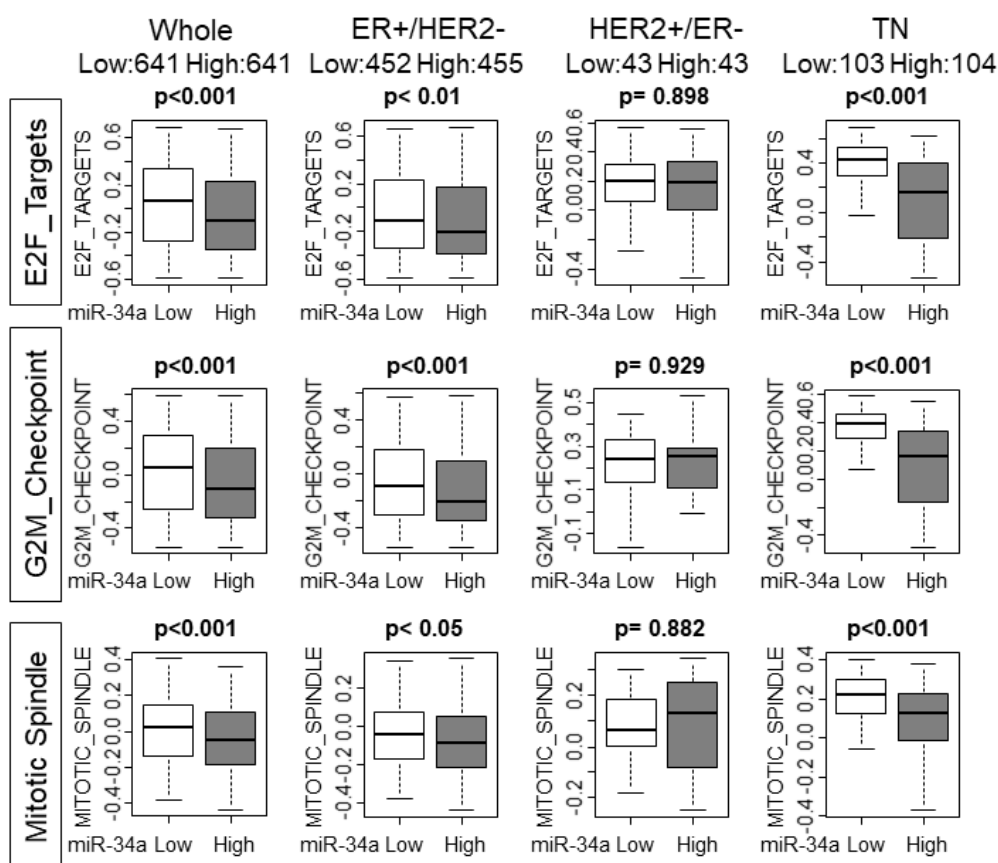 Whole ER+/HER2- HER2+/ER- TN
Low:641 High:641 Low:452 High:455 Low:43 High:43 Low:103 High:104
E2F_Targets
p<0.001 p< 0.01 p= 0.898 p<0.001
E2F_TARGETS
-0.6 -0.2 0.2 0.6
miR-34a Low High
E2F_TARGETS
-0.6 -0.2 0.2 0.6
miR-34a Low High
E2F_TARGETS
-0.4 0.00 0.20 0.40 0.6
miR-34a Low High
E2F_TARGETS
-0.4 0.0 0.4
miR-34a Low High
G2M_Checkpoint
p<0.001 p<0.001 p= 0.929 p<0.001
G2M_CHECKPOINT
-0.4 0.0 0.4
miR-34a Low High
G2M_CHECKPOINT
-0.4 0.0 0.4
miR-34a Low High
G2M_CHECKPOINT
-0.1 0.1 0.3 0.5
miR-34a Low High
G2M_CHECKPOINT
-0.4 0.00 0.20 0.40 0.6
miR-34a Low High
Mitotic Spindle
p<0.001 p< 0.05 p= 0.882 p<0.001
MITOTIC_SPINDLE
-0.4 -0.2 0.0 0.2 0.4
miR-34a Low High
MITOTIC_SPINDLE
-0.4 -0.2 0.0 0.2
miR-34a Low High
MITOTIC_SPINDLE
-0.2 0.0 0.2
miR-34a Low High
MITOTIC_SPINDLE
-0.4 -0.2 0.0 0.2 0.4
miR-34a Low High